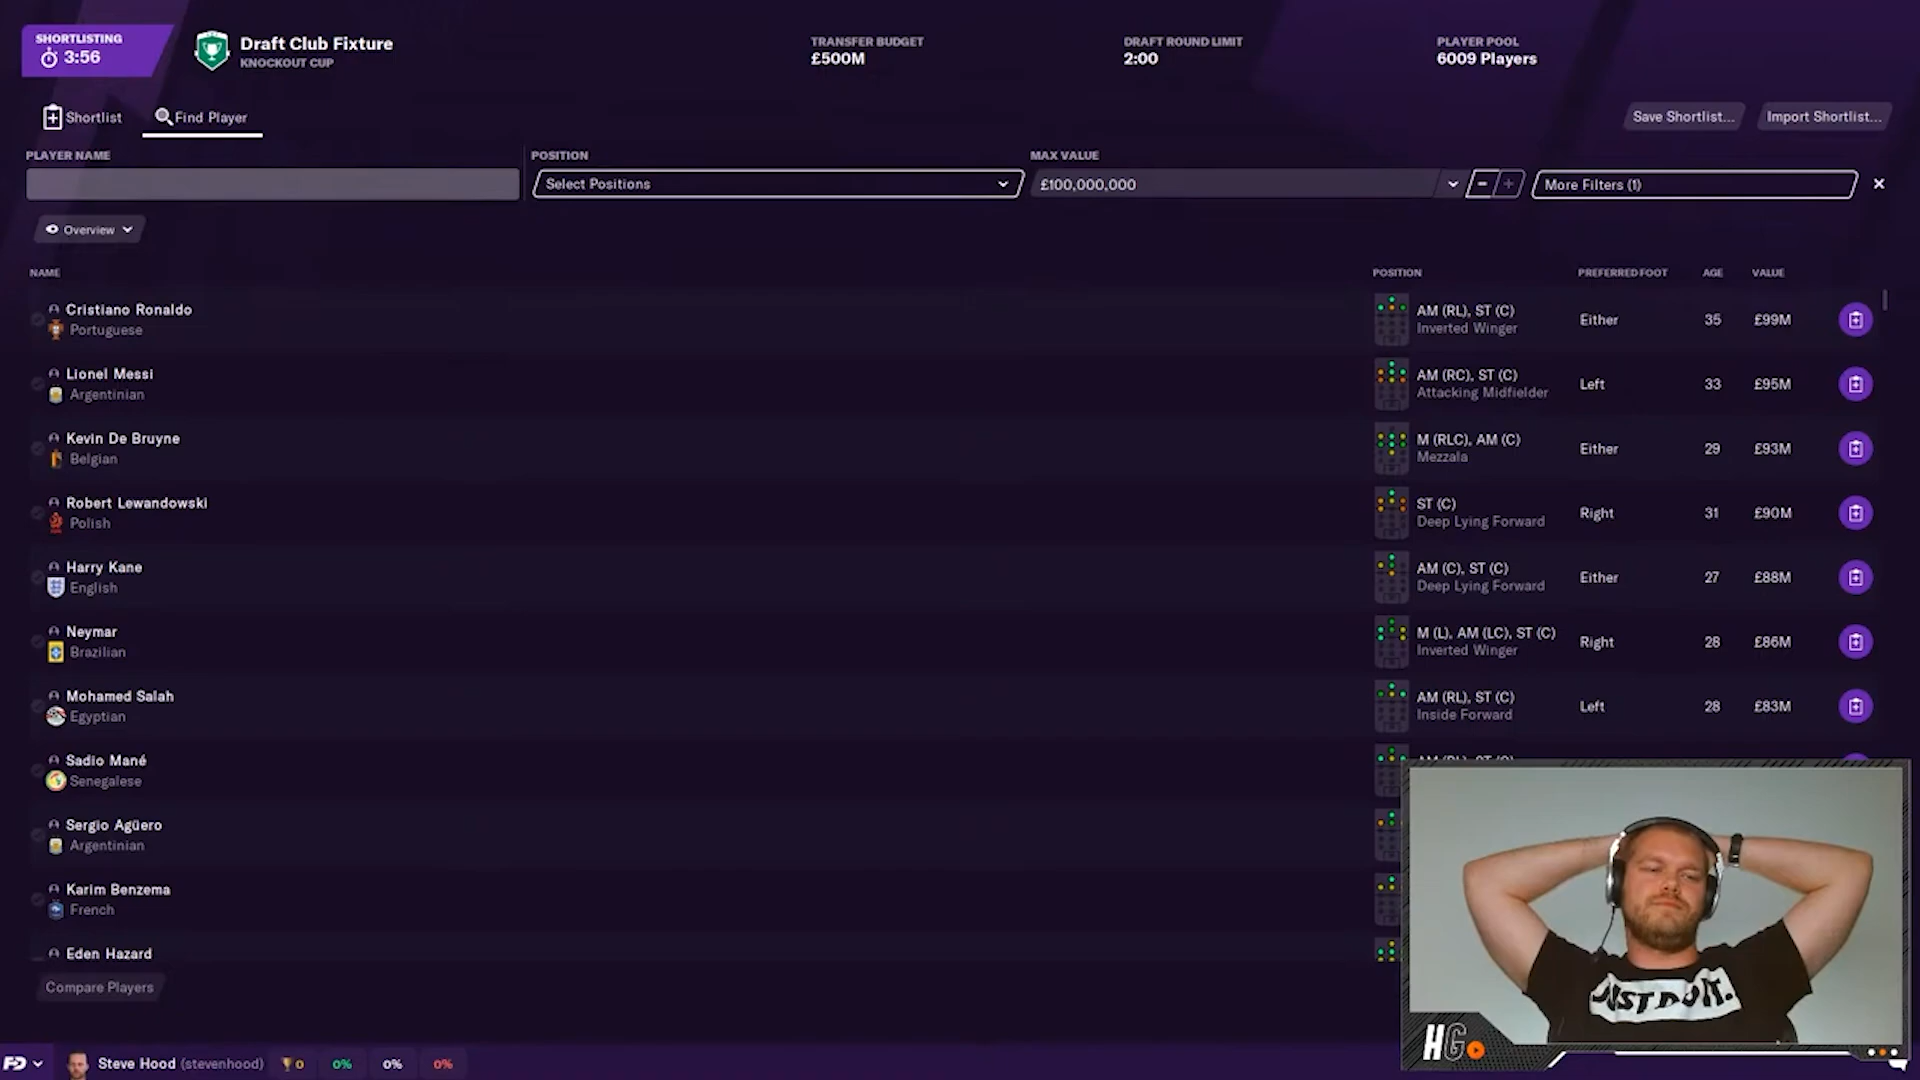 SHORTLISTING
3:56
Draft Club Fixture
KNOCKOUT CUP
TRANSFER BUDGET
£500M
DRAFT ROUND LIMIT
2:00
PLAYER POOL
6009 Players
Shortlist
Find Player
Save Shortlist...
Import Shortlist...
PLAYER NAME
POSITION
MAX VALUE
Select Positions
£100,000,000
More Filters (1)
Overview
NAME
POSITION
PREFERRED FOOT
AGE
VALUE
Cristiano Ronaldo
Portuguese
AM (RL), ST (C)
Inverted Winger
Either
35
£99M
Lionel Messi
Argentinian
AM (RC), ST (C)
Attacking Midfielder
Left
33
£95M
Kevin De Bruyne
Belgian
M (RLC), AM (C)
Mezzala
Either
29
£93M
Robert Lewandowski
Polish
ST (C)
Deep Lying Forward
Right
31
£90M
Harry Kane
English
AM (C), ST (C)
Deep Lying Forward
Either
27
£88M
Neymar
Brazilian
M (L), AM (LC), ST (C)
Inverted Winger
Right
28
£86M
Mohamed Salah
Egyptian
AM (RL), ST (C)
Inside Forward
Left
28
£83M
Sadio Mané
Senegalese
Sergio Agüero
Argentinian
Karim Benzema
French
Eden Hazard
Compare Players
JUST DO IT.
HG
FD
Steve Hood (stevenhood)
0
0%
0%
0%